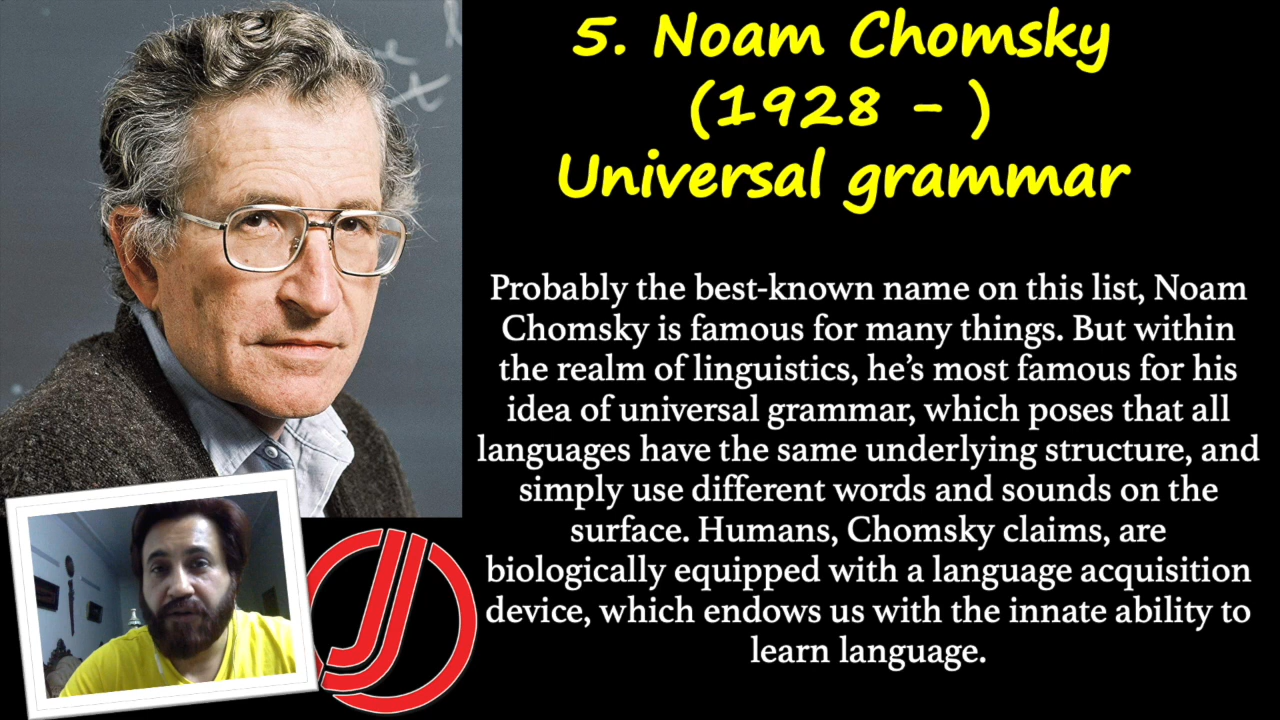 5. Noam Chomsky
(1928 – )
Universal grammar
Probably the best-known name on this list, Noam
Chomsky is famous for many things. But within
the realm of linguistics, he’s most famous for his
idea of universal grammar, which poses that all
languages have the same underlying structure, and
simply use different words and sounds on the
surface. Humans, Chomsky claims, are
biologically equipped with a language acquisition
device, which endows us with the innate ability to
learn language.